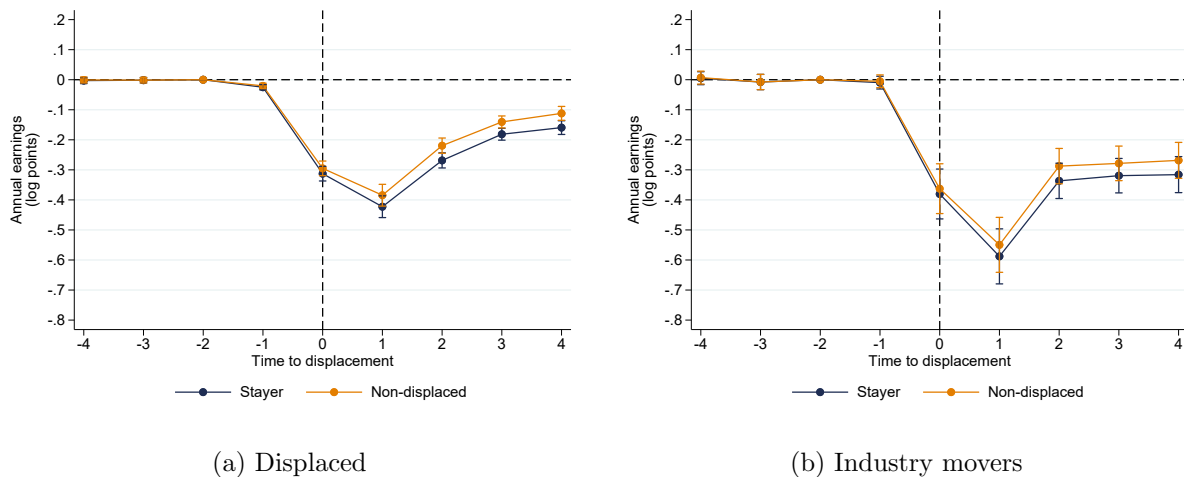 .2
.1
0
-.1
-.2
-.3
-.4
-.5
-.6
-.7
-.8
Annual earnings
(log points)
-4 -3 -2 -1 0 1 2 3 4
Time to displacement
Stayer Non-displaced
(a) Displaced
.2
.1
0
-.1
-.2
-.3
-.4
-.5
-.6
-.7
-.8
Annual earnings
(log points)
-4 -3 -2 -1 0 1 2 3 4
Time to displacement
Stayer Non-displaced
(b) Industry movers